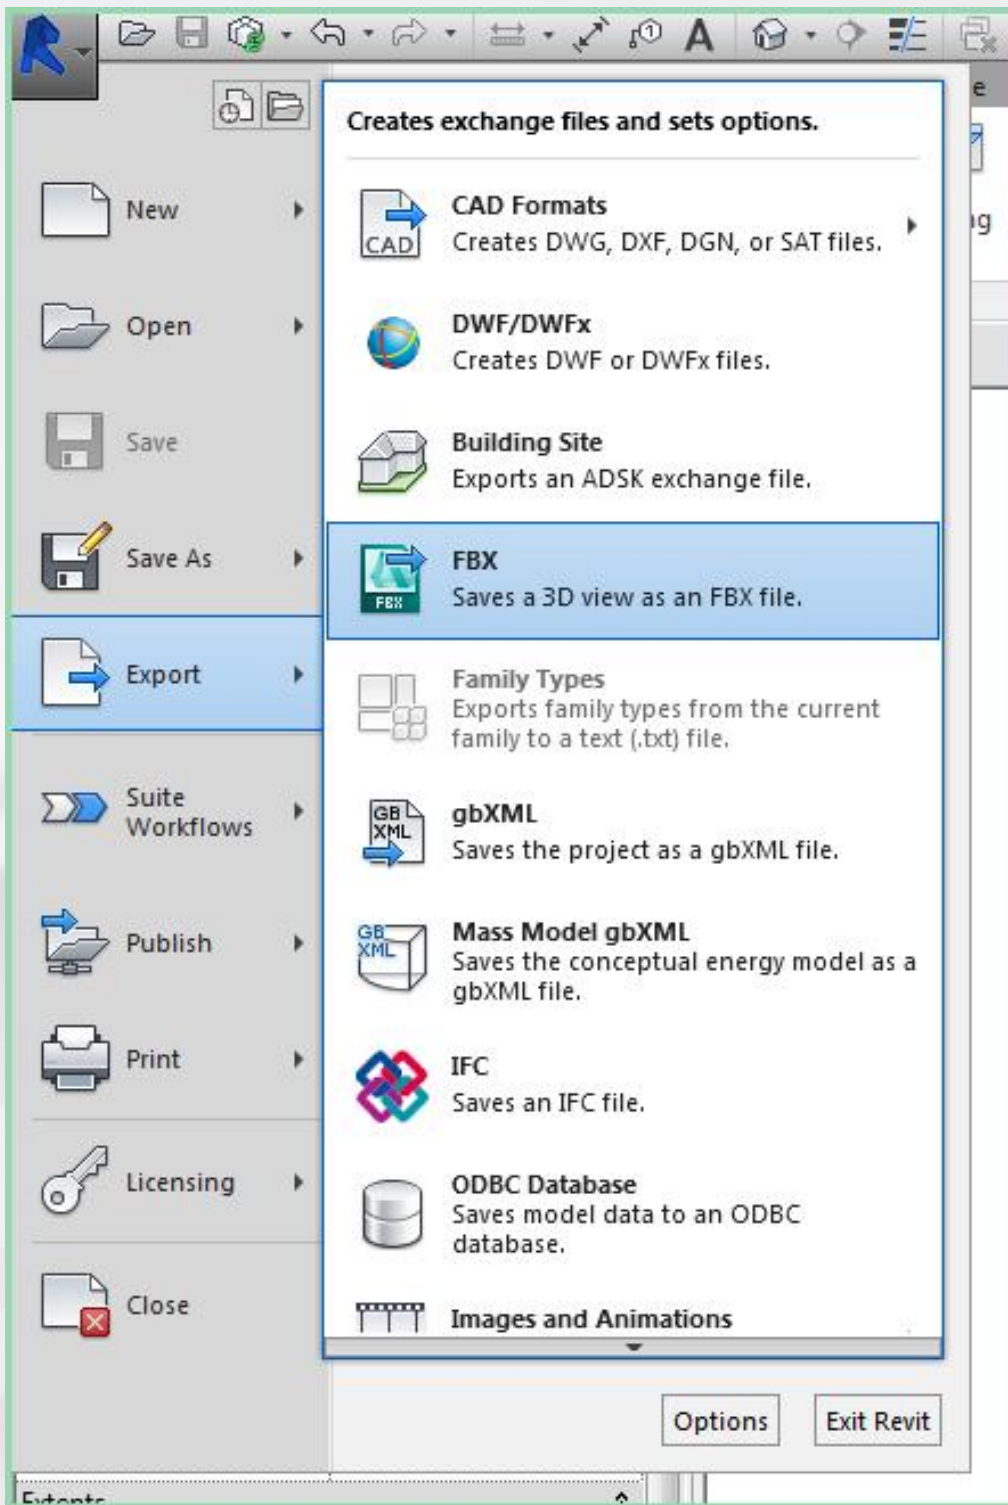 A
e
Creates exchange files and sets options.
New
CAD Formats
CAD
Creates DWG, DXF, DGN, or SAT files.
ng
Open
DWF/DWFx
Creates DWF or DWFx files.
Save
Building Site
Exports an ADSK exchange file.
Save As
FBX
FBX
Saves a 3D view as an FBX file.
Export
Family Types
Exports family types from the current
family to a text (.txt) file.
Suite
Workflows
GB
XML
gbXML
Saves the project as a gbXML file.
Publish
GB
XML
Mass Model gbXML
Saves the conceptual energy model as a
gbXML file.
Print
IFC
Saves an IFC file.
Licensing
ODBC Database
Saves model data to an ODBC
database.
Close
Images and Animations
Options
Exit Revit
Extents